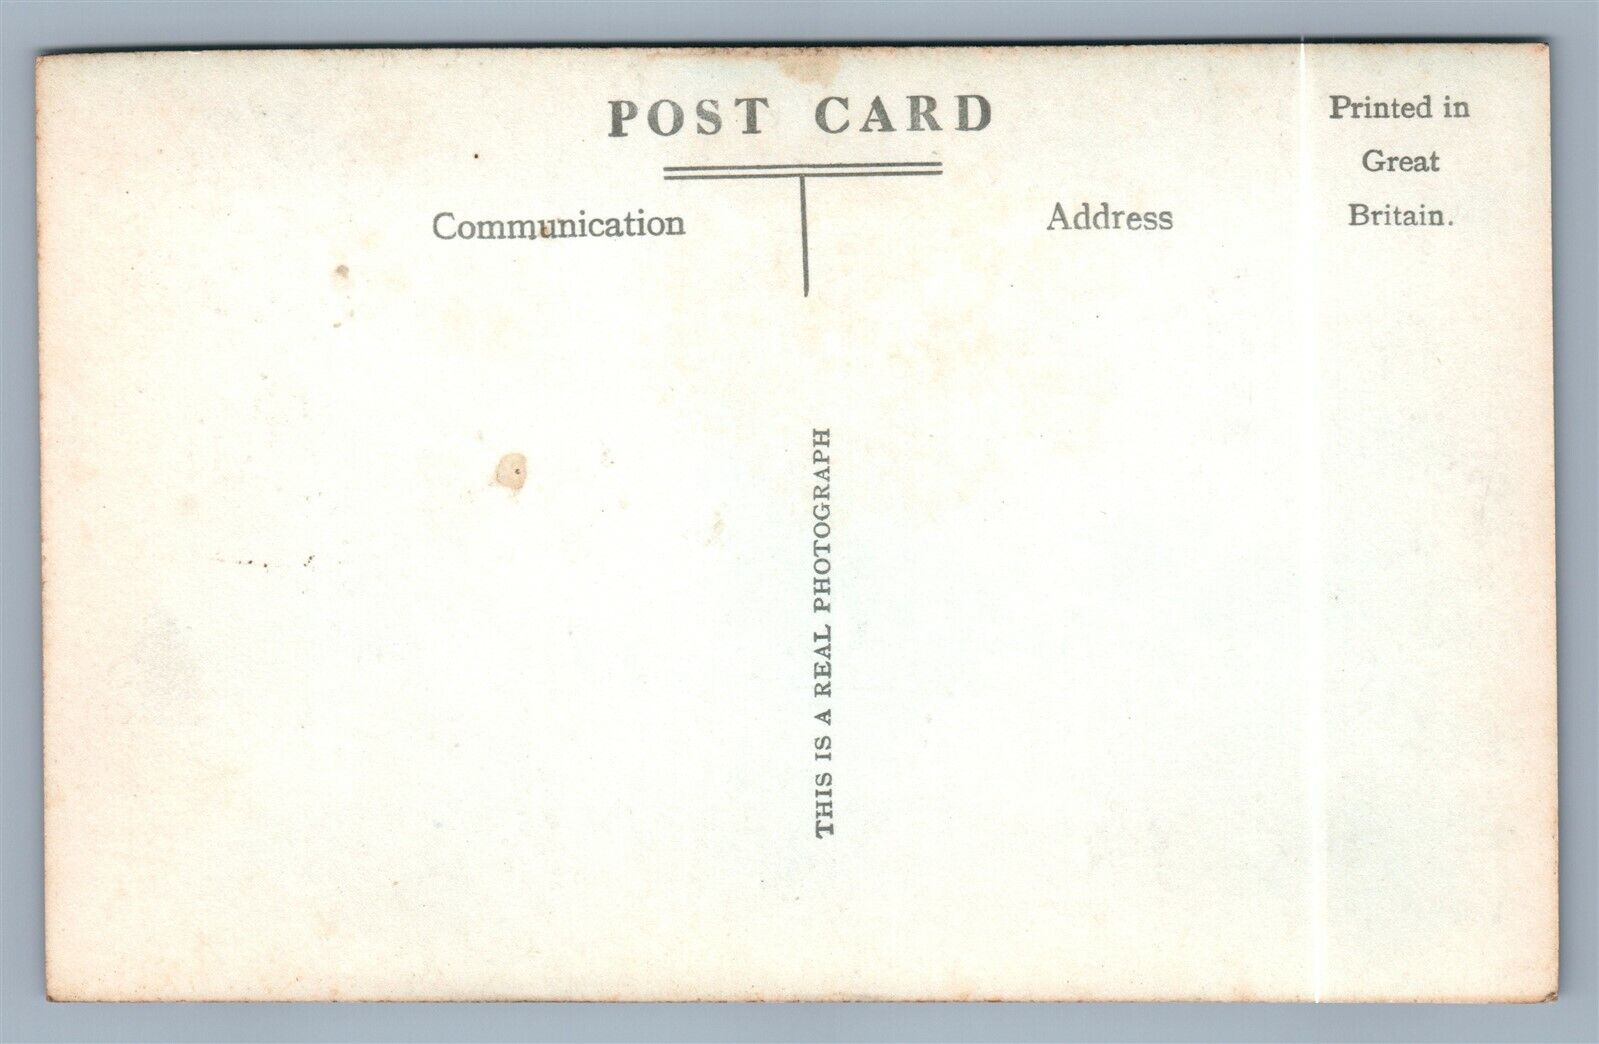 POST CARD
Printed in
Great
Britain.
Communication
Address
THIS IS A REAL PHOTOGRAPH